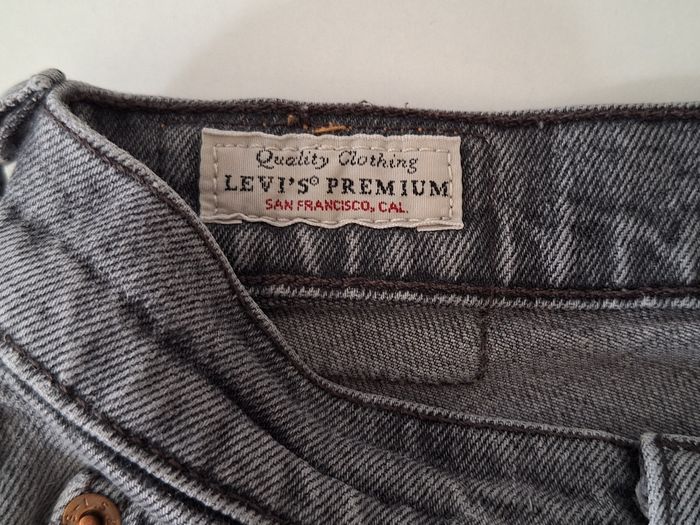 Quality Clothing
LEVI'S® PREMIUM
SAN FRANCISCO, CAL.